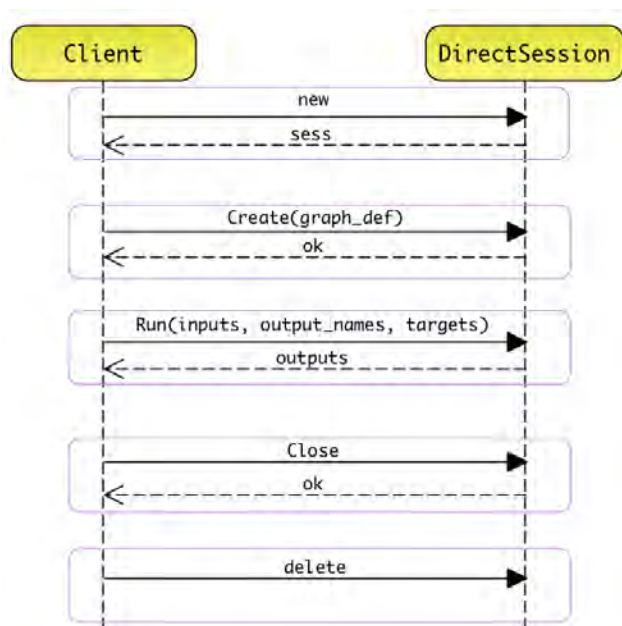 Client
DirectSession
new
sess
Create(graph_def)
ok
Run(inputs, output_names, targets)
outputs
Close
ok
delete